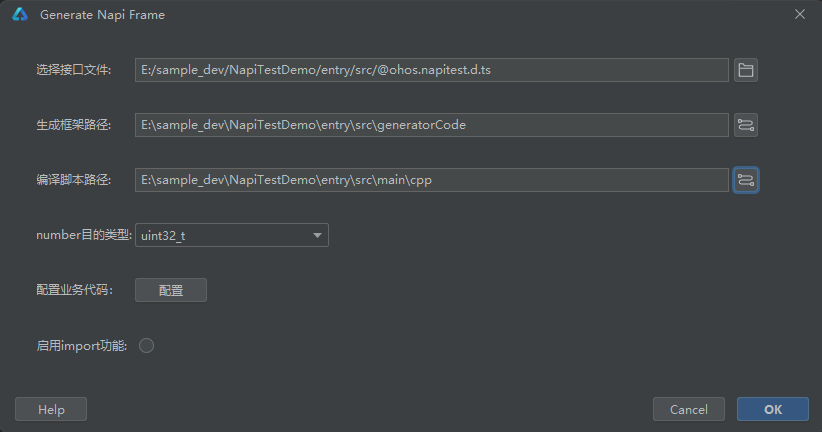 Generate Napi Frame
选择接口文件: E:/sample_dev/NapiTestDemo/entry/src/@ohos.napitest.d.ts
生成框架路径: E:\sample_dev\NapiTestDemo\entry\src\generatorCode
编译脚本路径: E:\sample_dev\NapiTestDemo\entry\src\main\cpp
number目的类型: uint32_t
配置业务代码: 配置
启用import功能:
Help Cancel OK